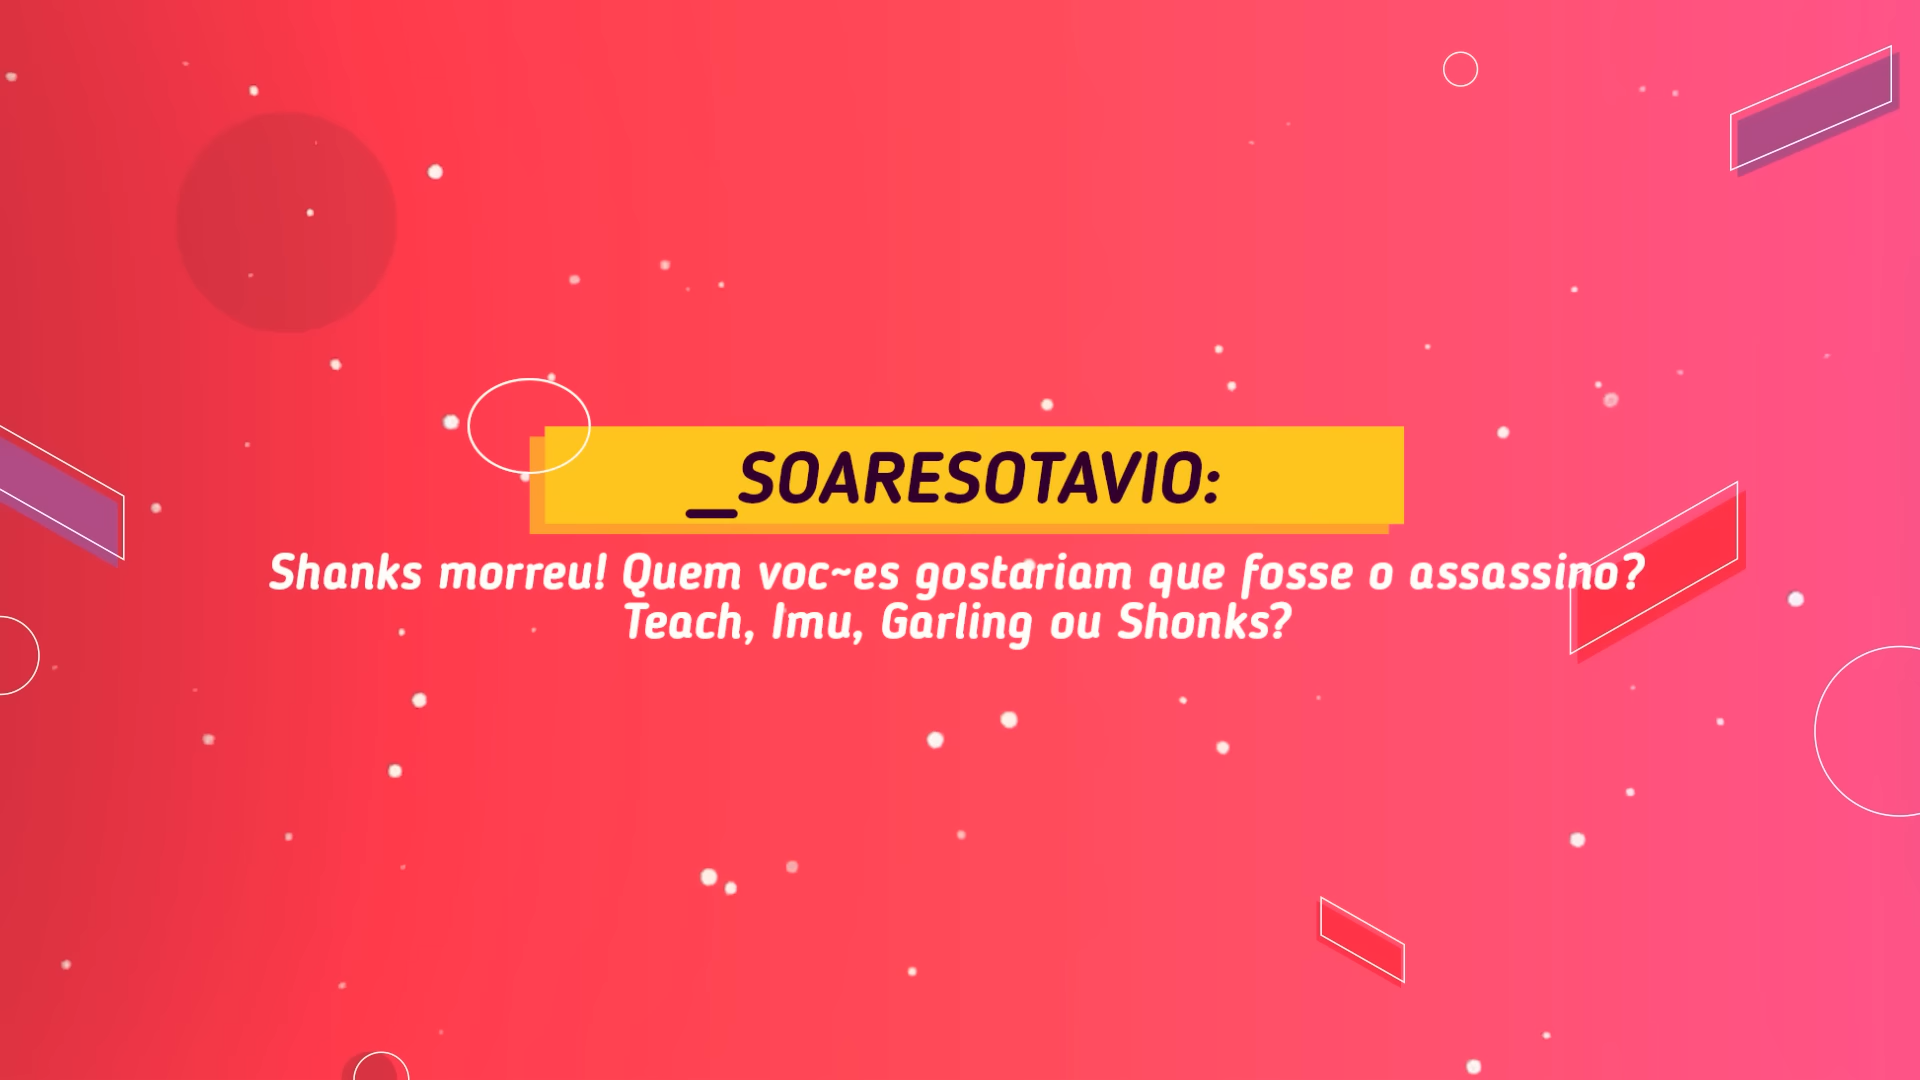 _SOARESOTAVIO:
Shanks morreu! Quem voc~es gostariam que fosse o assassino?
Teach, Imu, Garling ou Shonks?